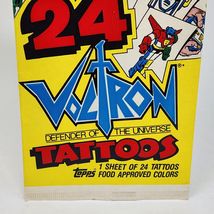 24
VOLTRON
DEFENDER OF THE UNIVERSE
TATTOOS
Topps 1 SHEET OF 24 TATTOOS
FOOD APPROVED COLORS